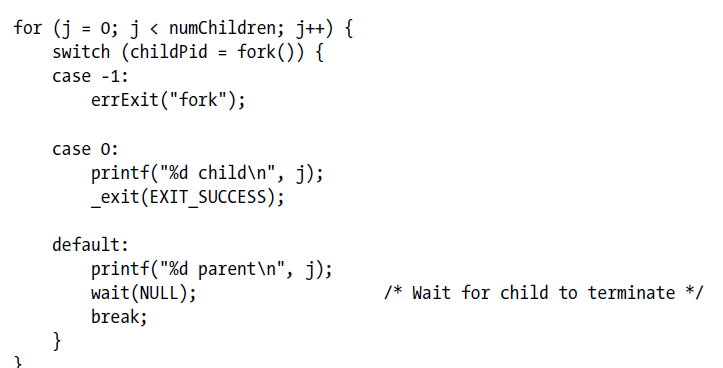 for (j = 0; j < numChildren; j++) {
    switch (childPid = fork()) {
    case -1:
        errExit("fork");

    case 0:
        printf("%d child\n", j);
        _exit(EXIT_SUCCESS);

    default:
        printf("%d parent\n", j);
        wait(NULL);                 /* Wait for child to terminate */
        break;
    }
}